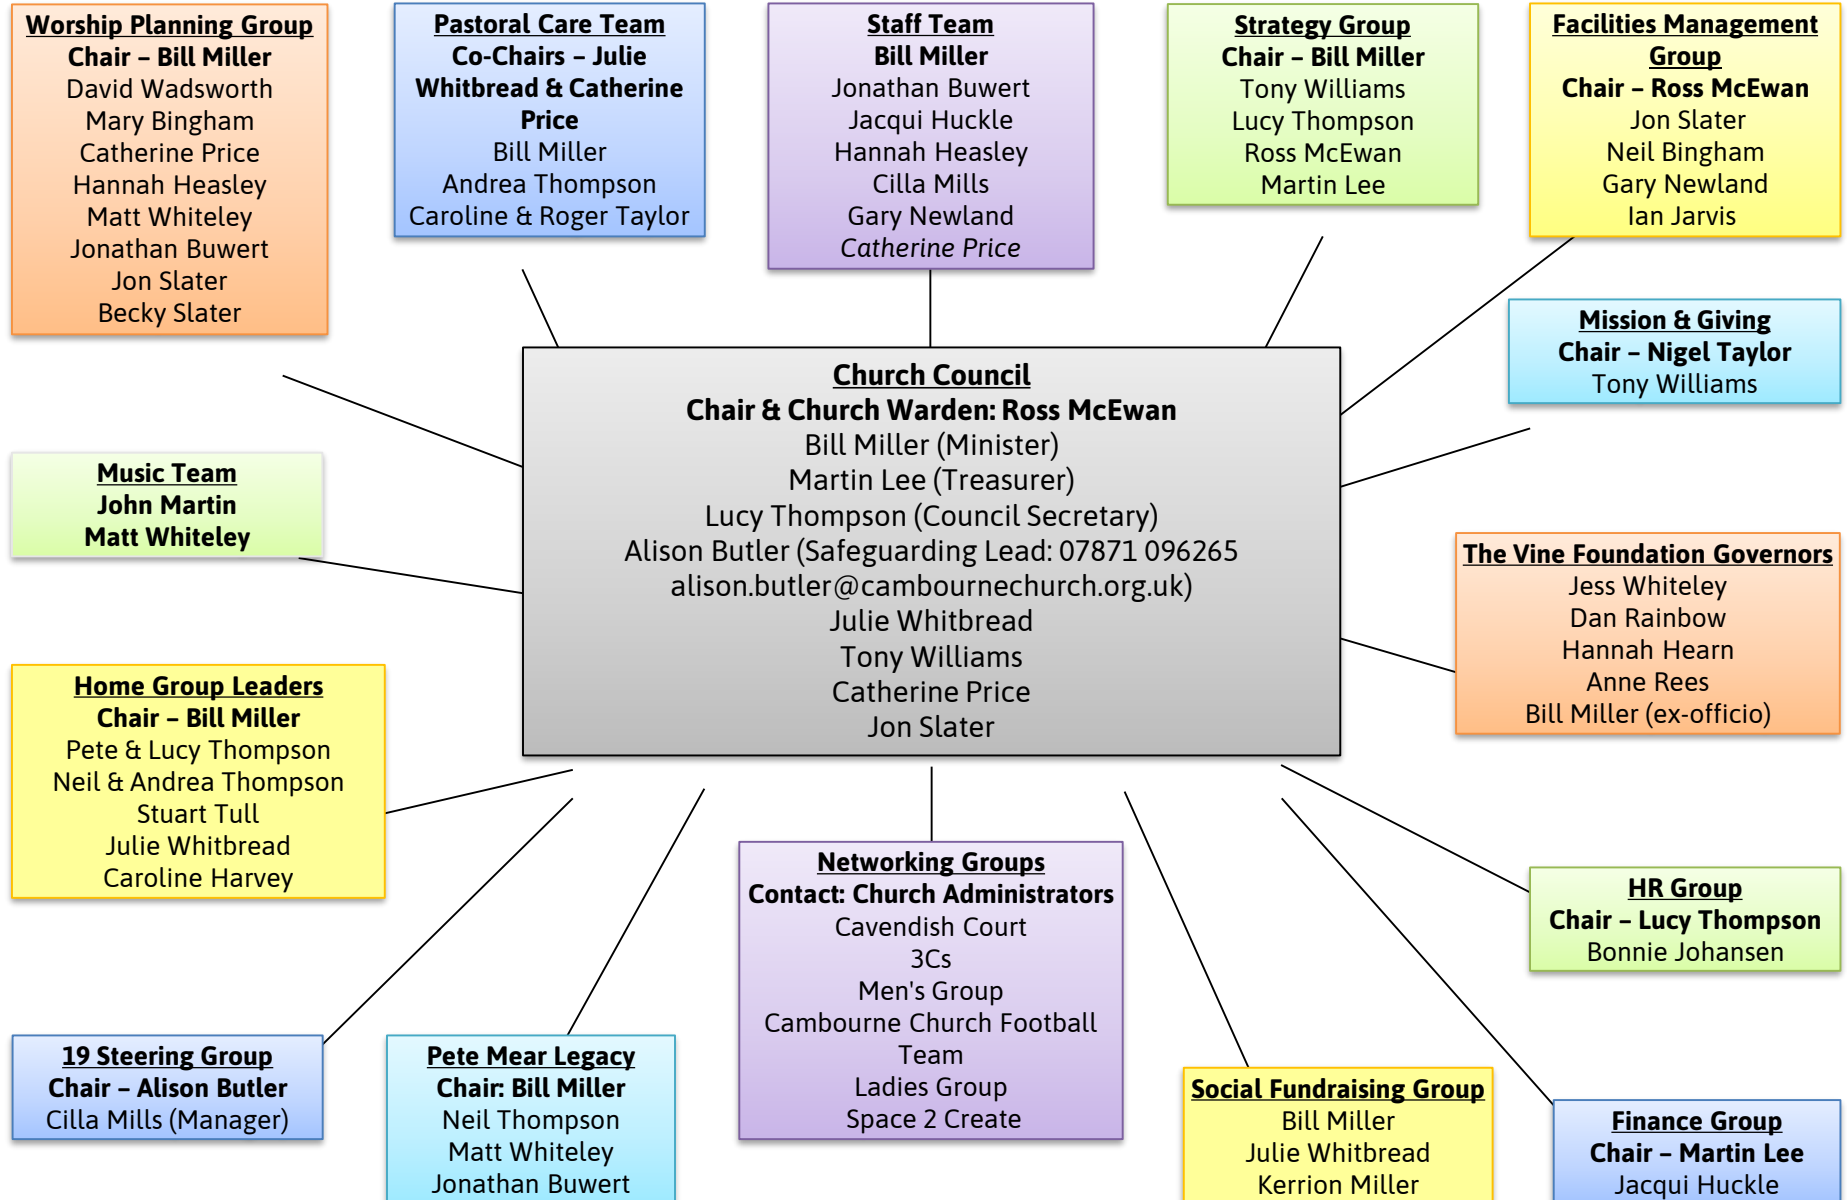 Worship Planning Group
Chair – Bill Miller
David Wadsworth
Mary Bingham
Catherine Price
Hannah Heasley
Matt Whiteley
Jonathan Buwert
Jon Slater
Becky Slater
Pastoral Care Team
Co-Chairs – Julie
Whitbread & Catherine
Price
Bill Miller
Andrea Thompson
Caroline & Roger Taylor
Staff Team
Bill Miller
Jonathan Buwert
Jacqui Huckle
Hannah Heasley
Cilla Mills
Gary Newland
Catherine Price
Strategy Group
Chair – Bill Miller
Tony Williams
Lucy Thompson
Ross McEwan
Martin Lee
Facilities Management
Group
Chair – Ross McEwan
Jon Slater
Neil Bingham
Gary Newland
Ian Jarvis
Mission & Giving
Chair – Nigel Taylor
Tony Williams
Church Council
Chair & Church Warden: Ross McEwan
Bill Miller (Minister)
Martin Lee (Treasurer)
Lucy Thompson (Council Secretary)
Alison Butler (Safeguarding Lead: 07871 096265
alison.butler@cambournechurch.org.uk)
Julie Whitbread
Tony Williams
Catherine Price
Jon Slater
Music Team
John Martin
Matt Whiteley
The Vine Foundation Governors
Jess Whiteley
Dan Rainbow
Hannah Hearn
Anne Rees
Bill Miller (ex-officio)
Home Group Leaders
Chair – Bill Miller
Pete & Lucy Thompson
Neil & Andrea Thompson
Stuart Tull
Julie Whitbread
Caroline Harvey
Networking Groups
Contact: Church Administrators
Cavendish Court
3Cs
Men's Group
Cambourne Church Football
Team
Ladies Group
Space 2 Create
HR Group
Chair – Lucy Thompson
Bonnie Johansen
19 Steering Group
Chair – Alison Butler
Cilla Mills (Manager)
Pete Mear Legacy
Chair: Bill Miller
Neil Thompson
Matt Whiteley
Jonathan Buwert
Social Fundraising Group
Bill Miller
Julie Whitbread
Kerrion Miller
Finance Group
Chair – Martin Lee
Jacqui Huckle